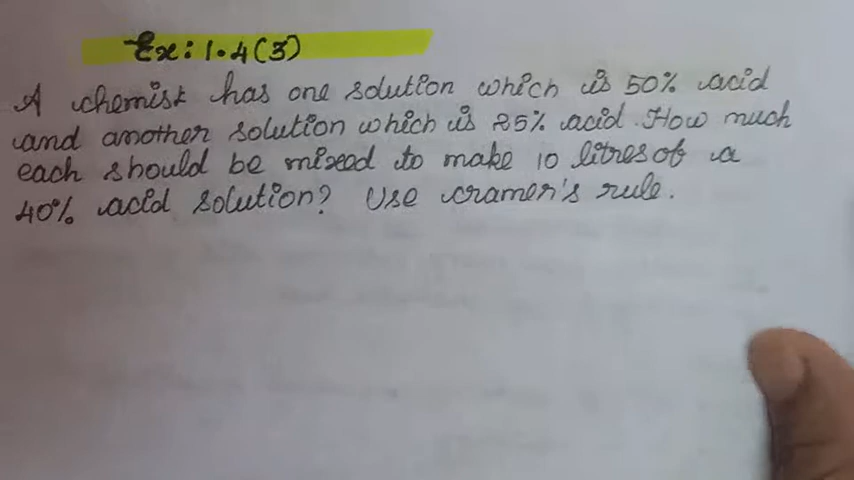 Ex: 1.4(3)
A chemist has one solution which is 50% acid
and another solution which is 25% acid. How much
each should be mixed to make 10 litres of a
40% acid solution? Use cramer's rule.